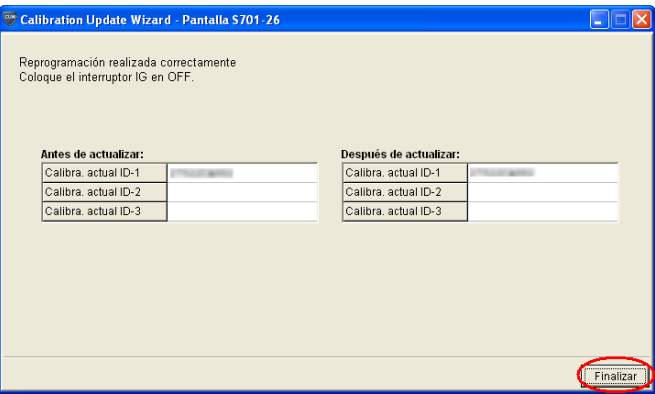 Calibration Update Wizard - Pantalla S701-26
Reprogramación realizada correctamente
Coloque el interruptor IG en OFF.
Antes de actualizar:
Calibra. actual ID-1
Calibra. actual ID-2
Calibra. actual ID-3
Después de actualizar:
Calibra. actual ID-1
Calibra. actual ID-2
Calibra. actual ID-3
Finalizar